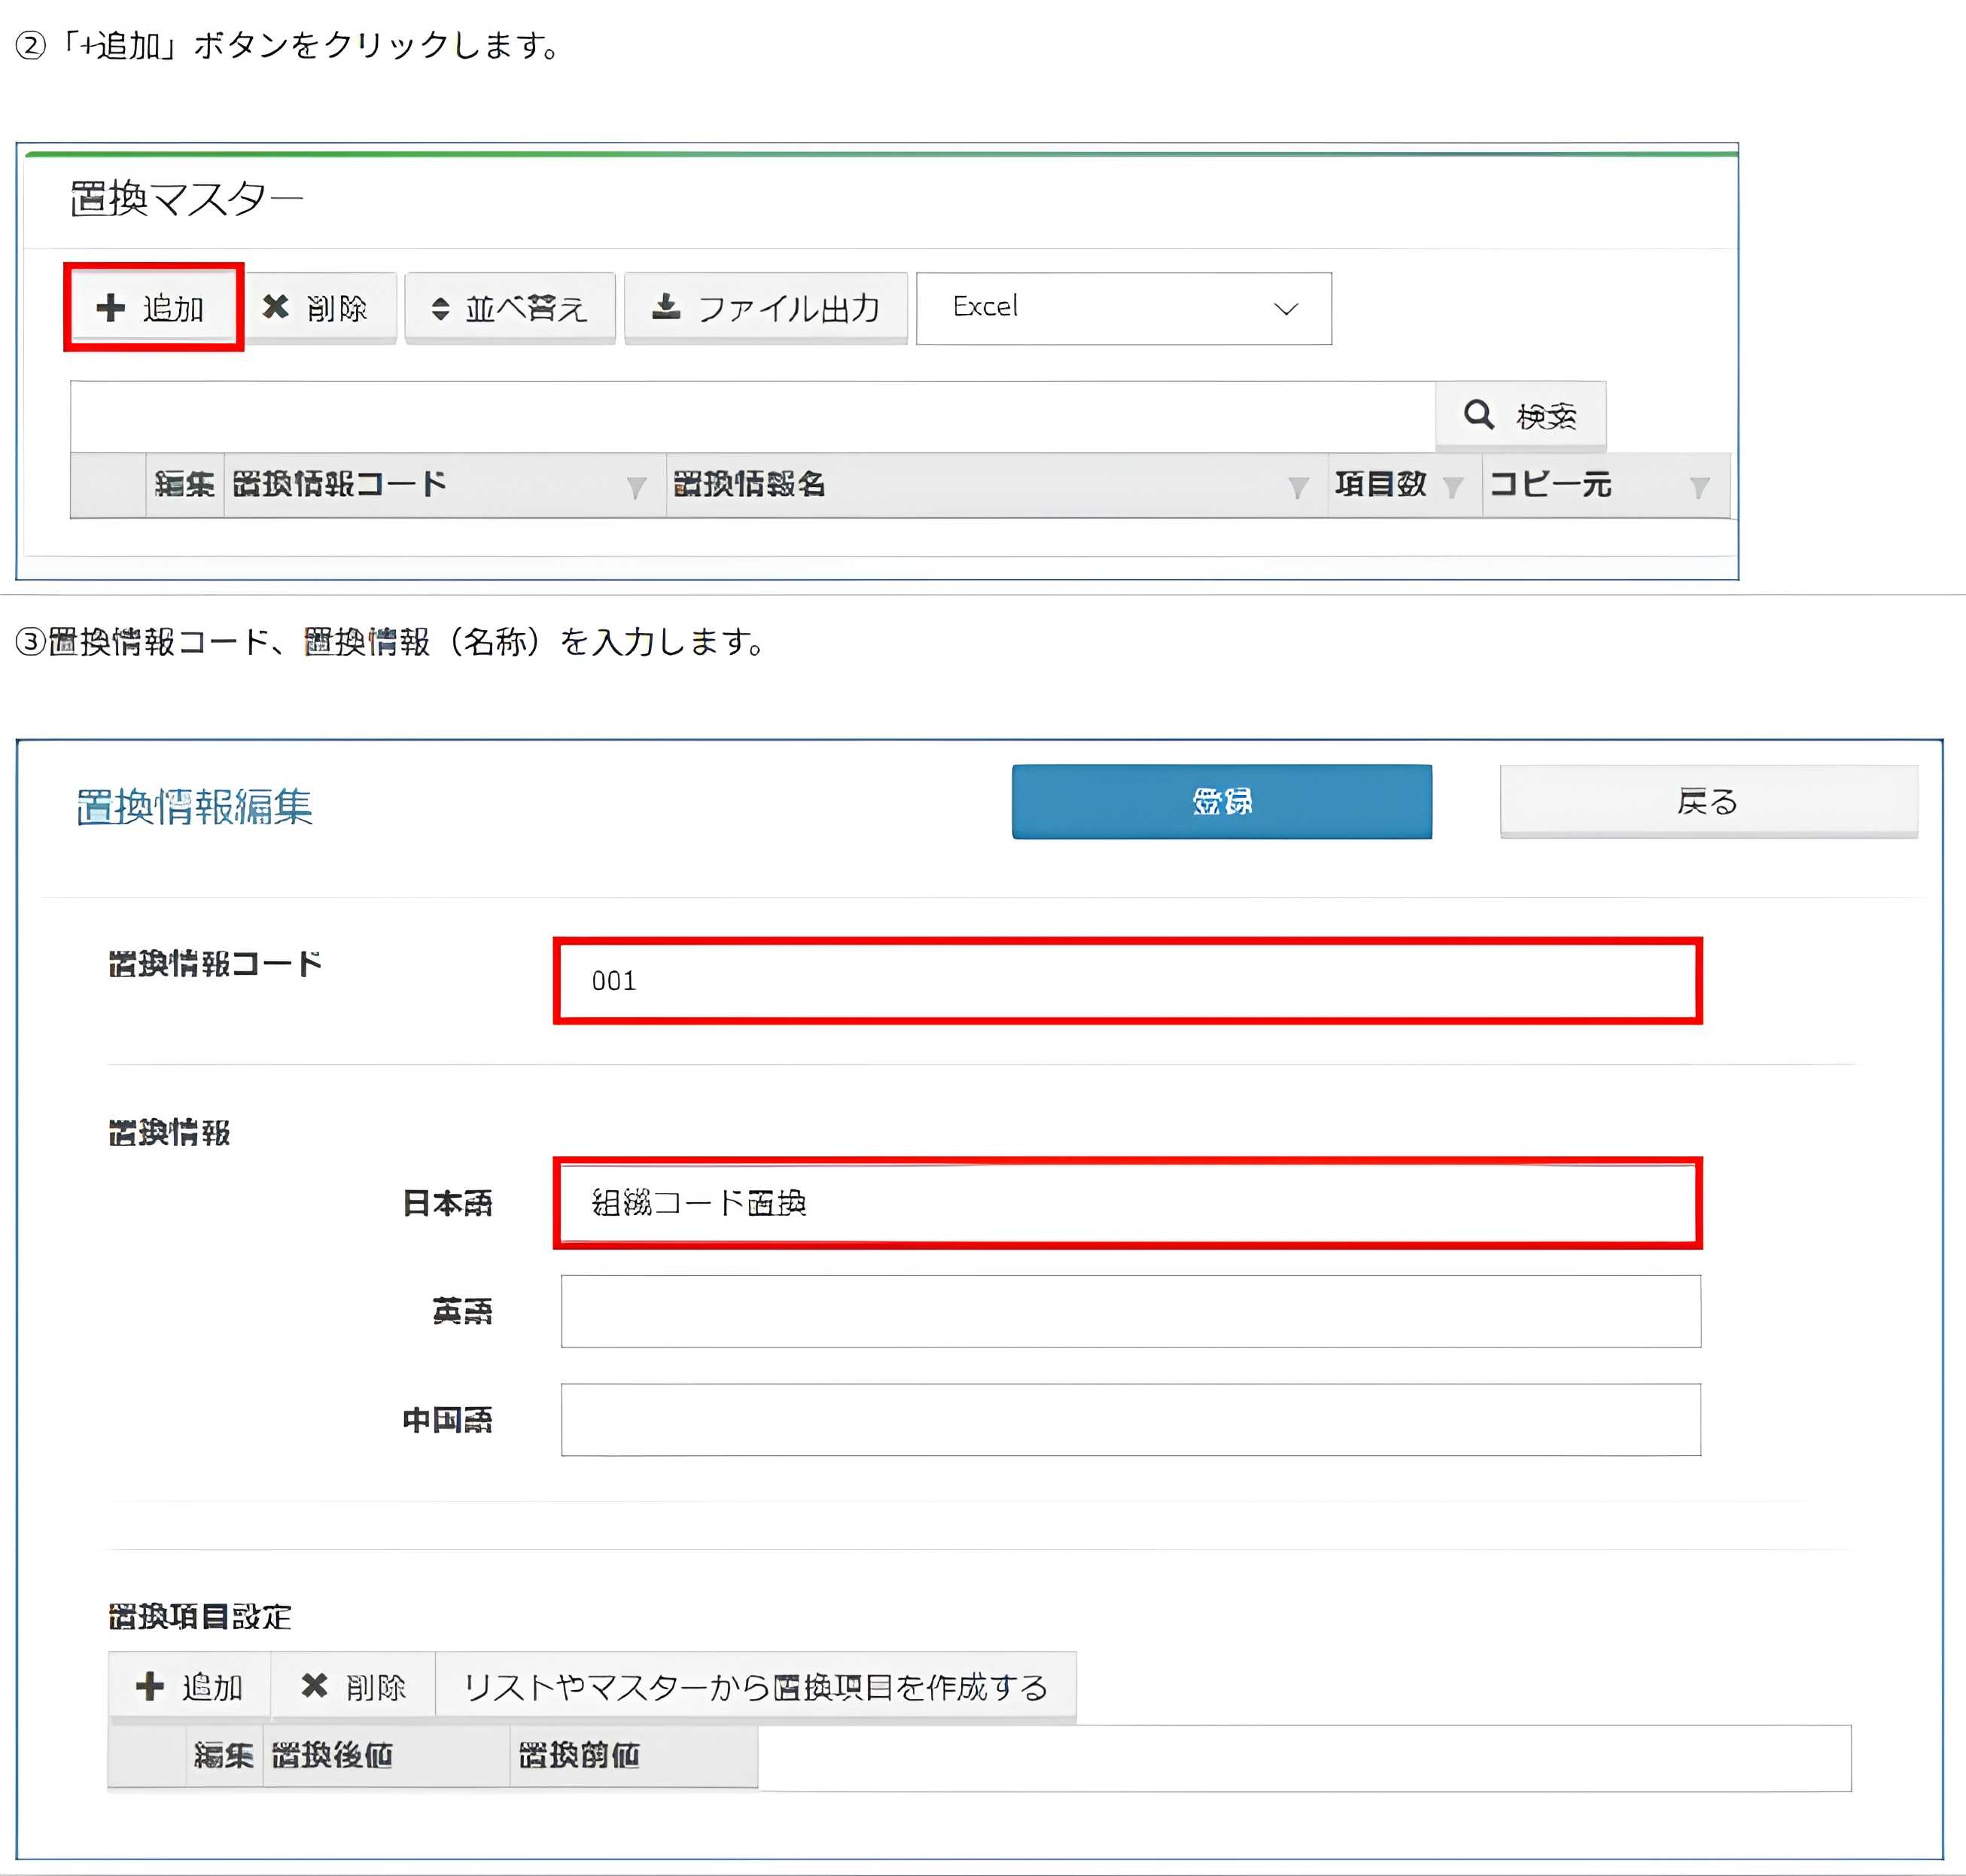 ②「+追加」ボタンをクリックします。
置換マスター
追加 削除 並べ替え ファイル出力 Excel
検索
編集 置換情報コード 置換情報名 項目数 コピー元
③置換情報コード、置換情報（名称）を入力します。
置換情報編集 登録 戻る
置換情報コード 001
置換情報
日本語 組織コード置換
英語
中国語
置換項目設定
追加 削除 リストやマスターから置換項目を作成する
編集 置換後値 置換前値